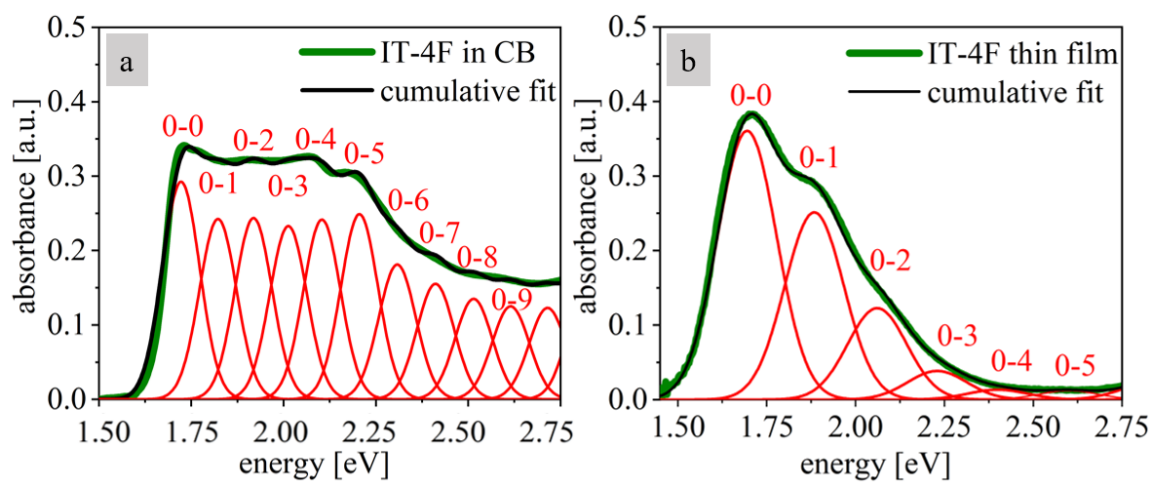 a
IT-4F in CB
cumulative fit
0-0
0-1
0-2
0-3
0-4
0-5
0-6
0-7
0-8
0-9
absorbance [a.u.]
0.5
0.4
0.3
0.2
0.1
0.0
1.50 1.75 2.00 2.25 2.50 2.75
energy [eV]
b
IT-4F thin film
cumulative fit
0-0
0-1
0-2
0-3
0-4
0-5
absorbance [a.u.]
0.5
0.4
0.3
0.2
0.1
0.0
1.50 1.75 2.00 2.25 2.50 2.75
energy [eV]